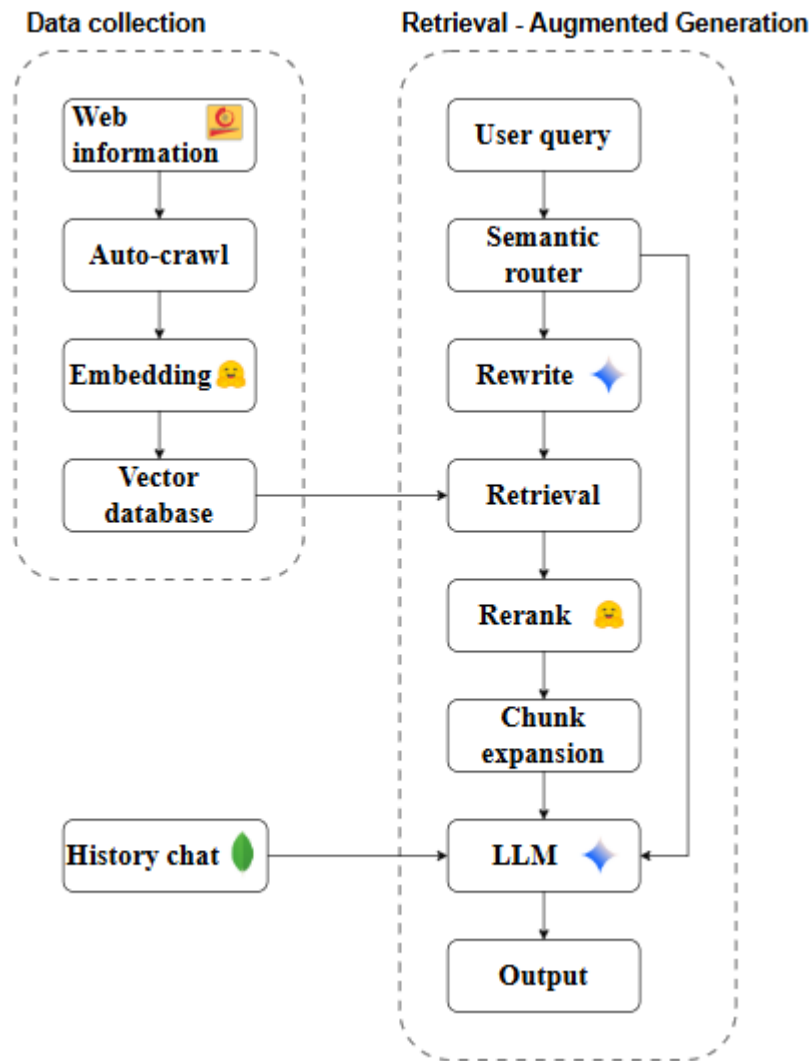 Data collection
Web
information
Auto-crawl
Embedding
Vector
database
History chat
Retrieval - Augmented Generation
User query
Semantic
router
Rewrite
Retrieval
Rerank
Chunk
expansion
LLM
Output